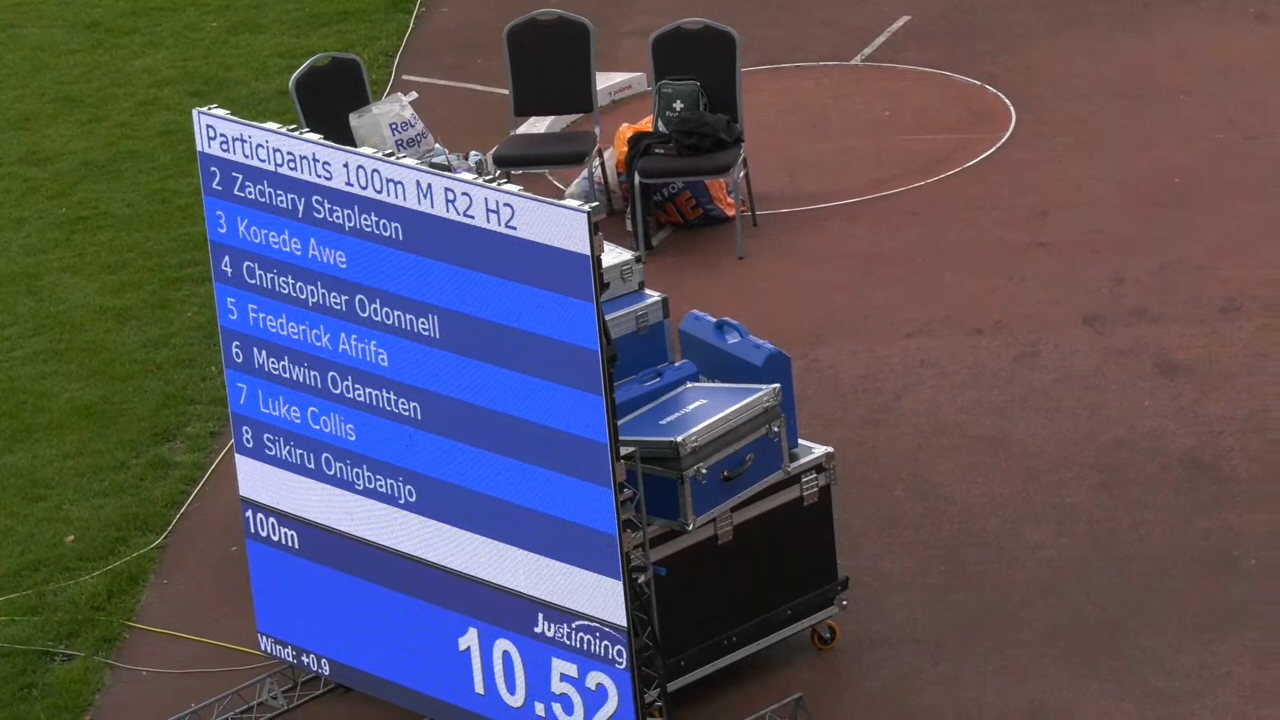 Participants 100m M R2 H2
2 Zachary Stapleton
3 Korede Awe
4 Christopher Odonnell
5 Frederick Afrifa
6 Medwin Odamtten
7 Luke Collis
8 Sikiru Onigbanjo
100m
Justiming
Wind: +0.9
10.52
First